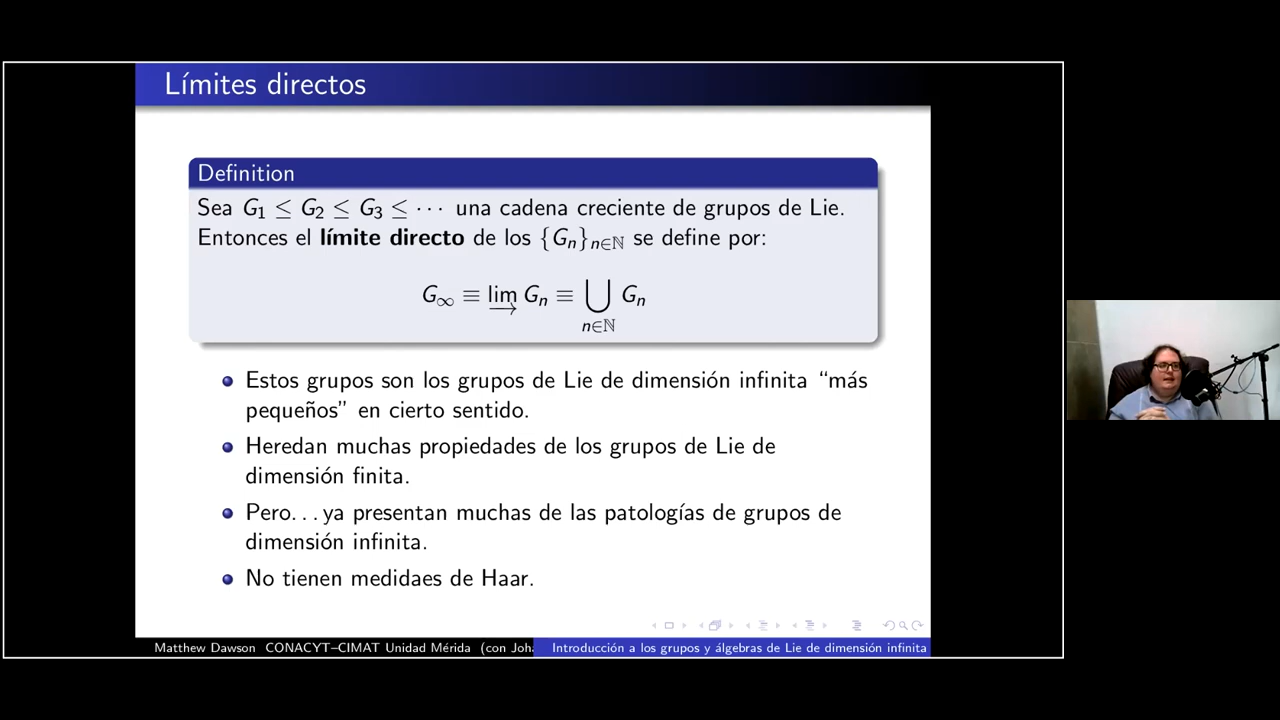 Límites directos
Definition
Sea G₁ ≤ G₂ ≤ G₃ ≤ ⋯ una cadena creciente de grupos de Lie.
Entonces el límite directo de los {Gₙ}ₙ∈ℕ se define por:
G∞ ≡ lim→ Gₙ ≡ ⋃ Gₙ
n∈ℕ
Estos grupos son los grupos de Lie de dimensión infinita “más
pequeños” en cierto sentido.
Heredan muchas propiedades de los grupos de Lie de
dimensión finita.
Pero...ya presentan muchas de las patologías de grupos de
dimensión infinita.
No tienen medidaes de Haar.
Matthew Dawson CONACYT–CIMAT Unidad Mérida (con Joha Introducción a los grupos y álgebras de Lie de dimensión infinita